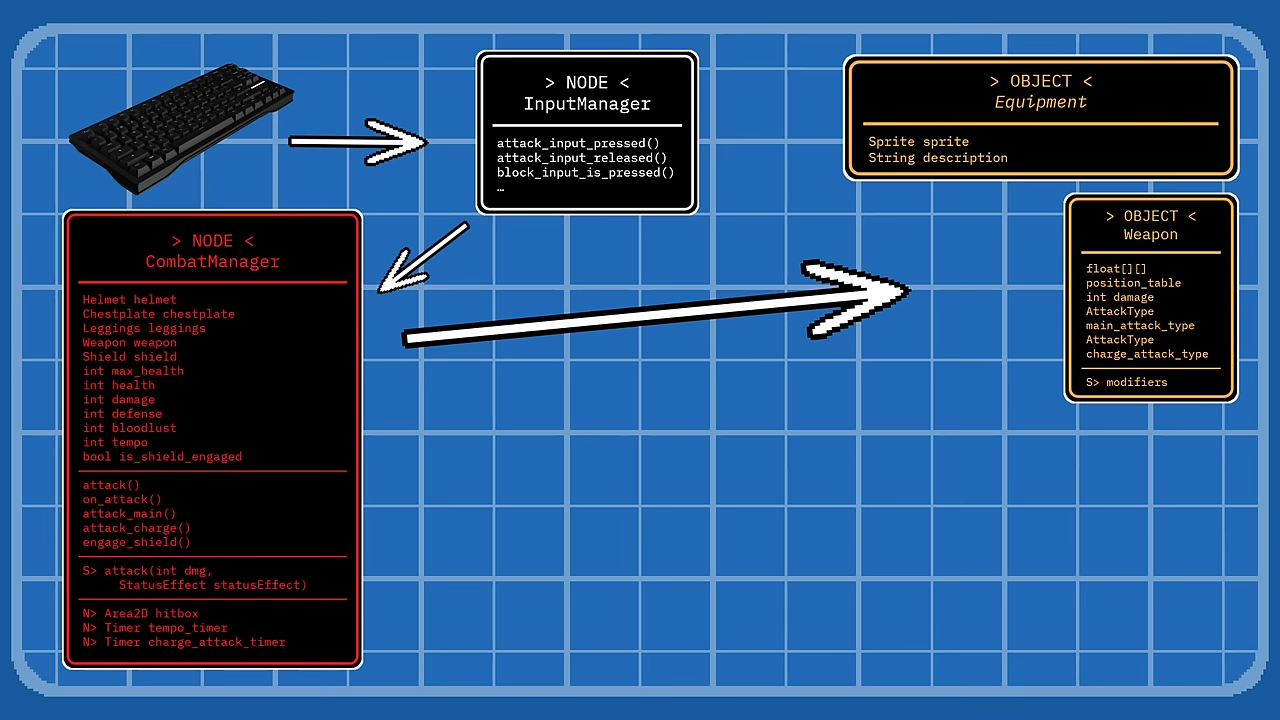 > NODE <
InputManager
attack_input_pressed()
attack_input_released()
block_input_is_pressed()
…
> OBJECT <
Equipment
Sprite sprite
String description
> NODE <
CombatManager
Helmet helmet
Chestplate chestplate
Leggings leggings
Weapon weapon
Shield shield
int max_health
int health
int damage
int defense
int bloodlust
int tempo
bool is_shield_engaged
attack()
on_attack()
attack_main()
attack_charge()
engage_shield()
S> attack(int dmg,
StatusEffect statusEffect)
N> Area2D hitbox
N> Timer tempo_timer
N> Timer charge_attack_timer
> OBJECT <
Weapon
float[][]
position_table
int damage
AttackType
main_attack_type
AttackType
charge_attack_type
S> modifiers